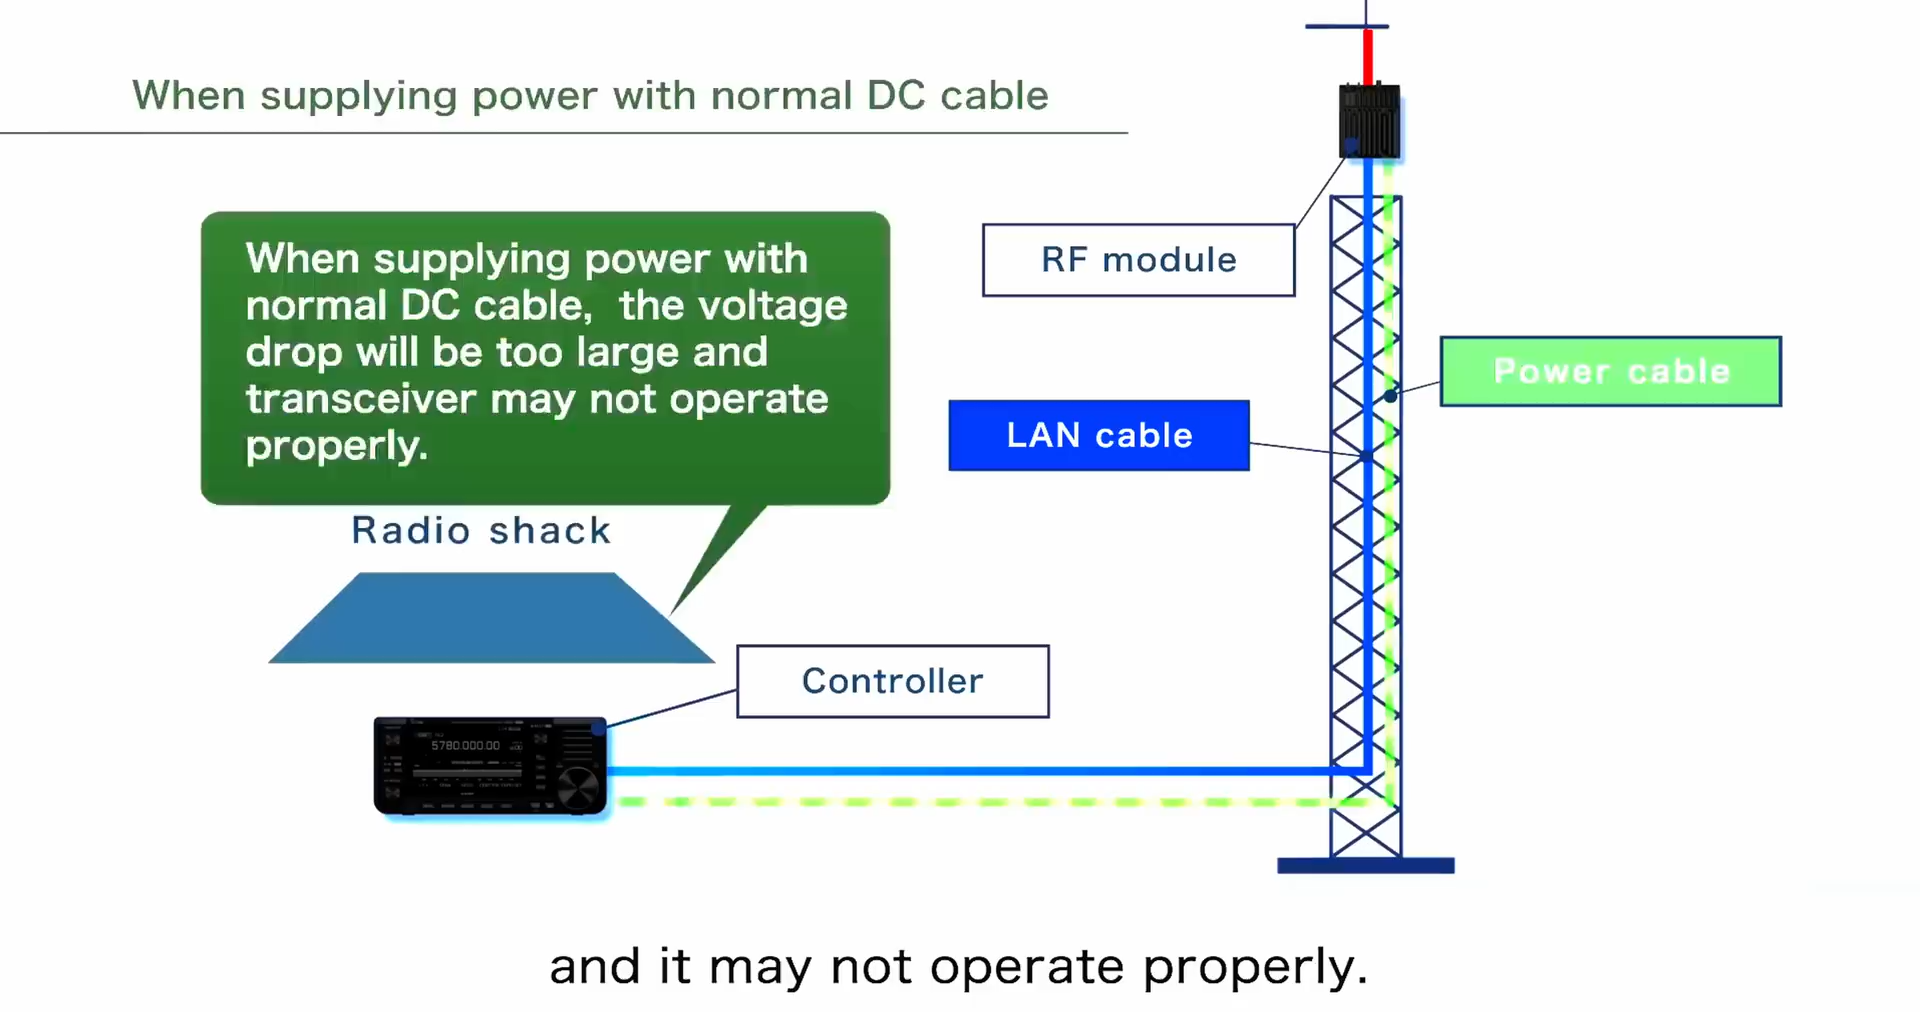 When supplying power with normal DC cable
When supplying power with
normal DC cable, the voltage
drop will be too large and
transceiver may not operate
properly.
RF module
Power cable
LAN cable
Radio shack
Controller
5780.000.00
and it may not operate properly.